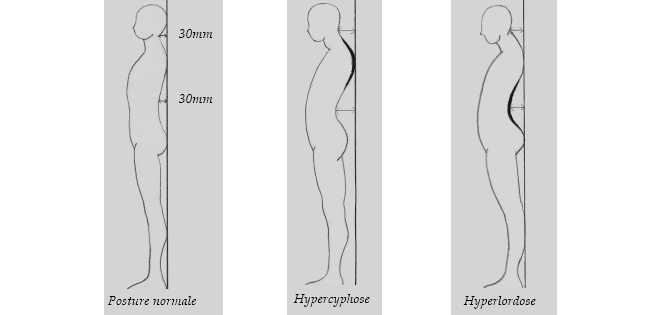 30mm
30mm
Posture normale
Hypercyphose
Hyperlordose